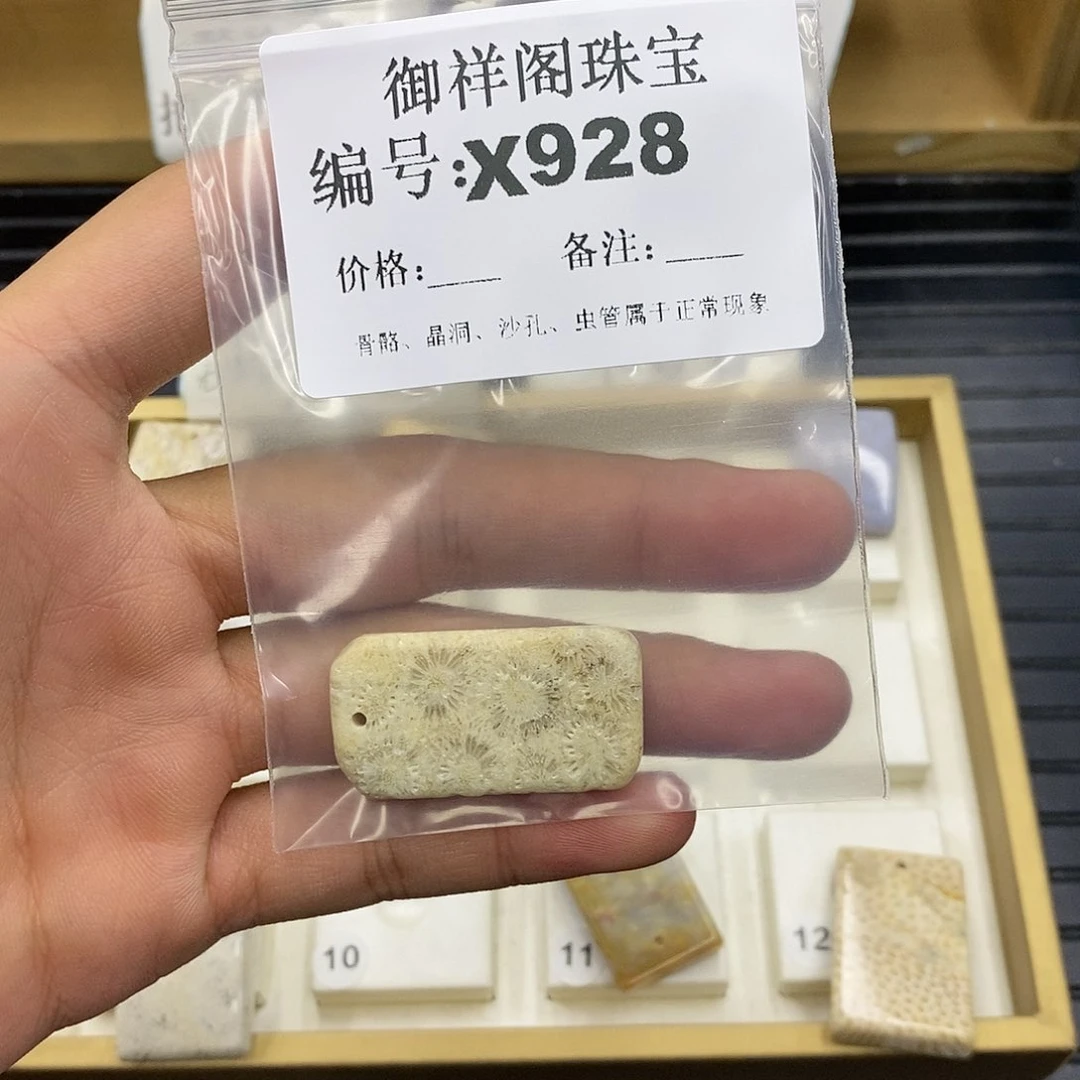 御祥阁珠宝
编号:X928
价格:____ 备注:____
骨骼、晶洞、沙孔、虫管属于正常现象
10
11
12